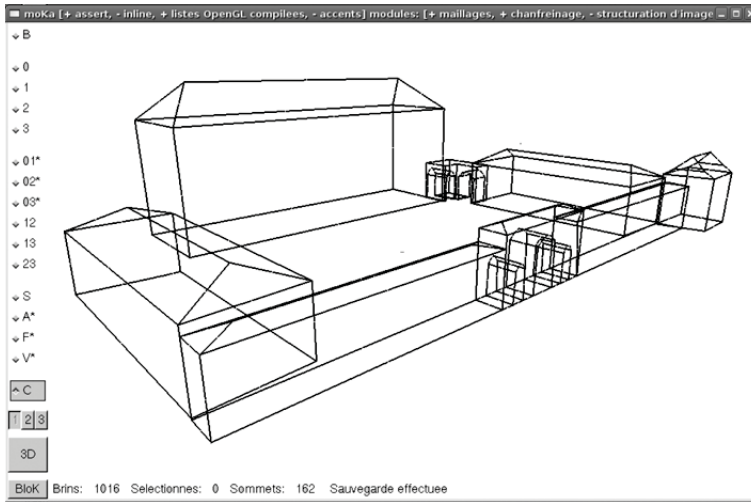 moKa [+ assert, - inline, + listes OpenGL compilees, - accents] modules: [+ maillages, + chanfreinage, - structuration d'image
B
0
1
2
3
01*
02*
03*
12
13
23
S
A*
F*
V*
^ C
1 2 3
3D
BloK Brins: 1016 Selectionnes: 0 Sommets: 162 Sauvegarde effectuee